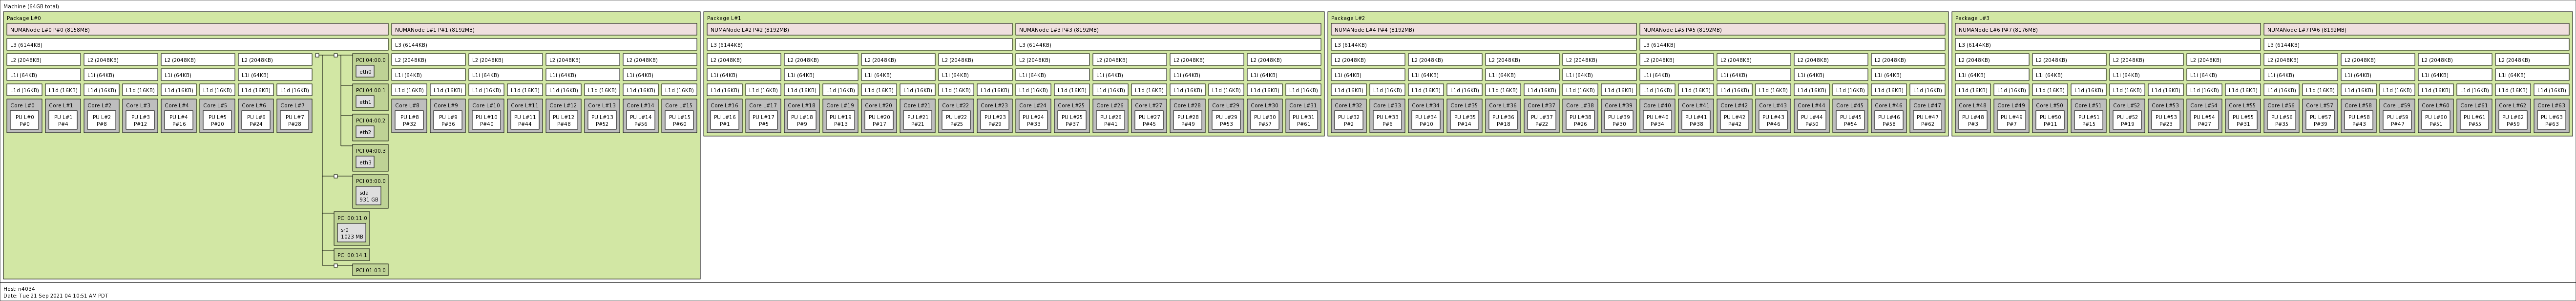 Machine (64GB total)
Package L#0 Package L#1 Package L#2 Package L#3
NUMANode L#0 P#0 (8158MB) NUMANode L#1 P#1 (8192MB) NUMANode L#2 P#2 (8192MB) NUMANode L#3 P#3 (8192MB) NUMANode L#4 P#4 (8192MB) NUMANode L#5 P#5 (8192MB) NUMANode L#6 P#7 (8176MB) NUMANode L#7 P#6 (8192MB)
L3 (6144KB) L3 (6144KB) L3 (6144KB) L3 (6144KB) L3 (6144KB) L3 (6144KB) L3 (6144KB) L3 (6144KB)
L2 (2048KB) L2 (2048KB) L2 (2048KB) L2 (2048KB) PCI 04:00.0 L2 (2048KB) L2 (2048KB) L2 (2048KB) L2 (2048KB) L2 (2048KB) L2 (2048KB) L2 (2048KB) L2 (2048KB) L2 (2048KB) L2 (2048KB) L2 (2048KB) L2 (2048KB) L2 (2048KB) L2 (2048KB) L2 (2048KB) L2 (2048KB) L2 (2048KB) L2 (2048KB) L2 (2048KB) L2 (2048KB) L2 (2048KB) L2 (2048KB) L2 (2048KB) L2 (2048KB) L2 (2048KB) L2 (2048KB) L2 (2048KB) L2 (2048KB)
L1i (64KB) L1i (64KB) L1i (64KB) L1i (64KB) eth0 L1i (64KB) L1i (64KB) L1i (64KB) L1i (64KB) L1i (64KB) L1i (64KB) L1i (64KB) L1i (64KB) L1i (64KB) L1i (64KB) L1i (64KB) L1i (64KB) L1i (64KB) L1i (64KB) L1i (64KB) L1i (64KB) L1i (64KB) L1i (64KB) L1i (64KB) L1i (64KB) L1i (64KB) L1i (64KB) L1i (64KB) L1i (64KB) L1i (64KB) L1i (64KB) L1i (64KB) L1i (64KB)
L1d (16KB) L1d (16KB) L1d (16KB) L1d (16KB) L1d (16KB) L1d (16KB) L1d (16KB) L1d (16KB) PCI 04:00.1 L1d (16KB) L1d (16KB) L1d (16KB) L1d (16KB) L1d (16KB) L1d (16KB) L1d (16KB) L1d (16KB) L1d (16KB) L1d (16KB) L1d (16KB) L1d (16KB) L1d (16KB) L1d (16KB) L1d (16KB) L1d (16KB) L1d (16KB) L1d (16KB) L1d (16KB) L1d (16KB) L1d (16KB) L1d (16KB) L1d (16KB) L1d (16KB) L1d (16KB) L1d (16KB) L1d (16KB) L1d (16KB) L1d (16KB) L1d (16KB) L1d (16KB) L1d (16KB) L1d (16KB) L1d (16KB) L1d (16KB) L1d (16KB) L1d (16KB) L1d (16KB) L1d (16KB) L1d (16KB) L1d (16KB) L1d (16KB) L1d (16KB) L1d (16KB) L1d (16KB) L1d (16KB) L1d (16KB) L1d (16KB) L1d (16KB) L1d (16KB) L1d (16KB) L1d (16KB) L1d (16KB) L1d (16KB) L1d (16KB) L1d (16KB)
eth1
Core L#0 Core L#1 Core L#2 Core L#3 Core L#4 Core L#5 Core L#6 Core L#7 Core L#8 Core L#9 Core L#10 Core L#11 Core L#12 Core L#13 Core L#14 Core L#15 Core L#16 Core L#17 Core L#18 Core L#19 Core L#20 Core L#21 Core L#22 Core L#23 Core L#24 Core L#25 Core L#26 Core L#27 Core L#28 Core L#29 Core L#30 Core L#31 Core L#32 Core L#33 Core L#34 Core L#35 Core L#36 Core L#37 Core L#38 Core L#39 Core L#40 Core L#41 Core L#42 Core L#43 Core L#44 Core L#45 Core L#46 Core L#47 Core L#48 Core L#49 Core L#50 Core L#51 Core L#52 Core L#53 Core L#54 Core L#55 Core L#56 Core L#57 Core L#58 Core L#59 Core L#60 Core L#61 Core L#62 Core L#63
PU L#0 PU L#1 PU L#2 PU L#3 PU L#4 PU L#5 PU L#6 PU L#7 PU L#8 PU L#9 PU L#10 PU L#11 PU L#12 PU L#13 PU L#14 PU L#15 PU L#16 PU L#17 PU L#18 PU L#19 PU L#20 PU L#21 PU L#22 PU L#23 PU L#24 PU L#25 PU L#26 PU L#27 PU L#28 PU L#29 PU L#30 PU L#31 PU L#32 PU L#33 PU L#34 PU L#35 PU L#36 PU L#37 PU L#38 PU L#39 PU L#40 PU L#41 PU L#42 PU L#43 PU L#44 PU L#45 PU L#46 PU L#47 PU L#48 PU L#49 PU L#50 PU L#51 PU L#52 PU L#53 PU L#54 PU L#55 PU L#56 PU L#57 PU L#58 PU L#59 PU L#60 PU L#61 PU L#62 PU L#63
P#0 P#4 P#8 P#12 P#16 P#20 P#24 P#28 P#32 P#36 P#40 P#44 P#48 P#52 P#56 P#60 P#1 P#5 P#9 P#13 P#17 P#21 P#25 P#29 P#33 P#37 P#41 P#45 P#49 P#53 P#57 P#61 P#2 P#6 P#10 P#14 P#18 P#22 P#26 P#30 P#34 P#38 P#42 P#46 P#50 P#54 P#58 P#62 P#3 P#7 P#11 P#15 P#19 P#23 P#27 P#31 P#35 P#39 P#43 P#47 P#51 P#55 P#59 P#63
PCI 04:00.2
eth2
PCI 04:00.3
eth3
PCI 03:00.0
sda
931 GB
PCI 00:11.0
sr0
1023 MB
PCI 00:14.1
PCI 01:03.0
Host: n4034
Date: Tue 21 Sep 2021 04:10:51 AM PDT